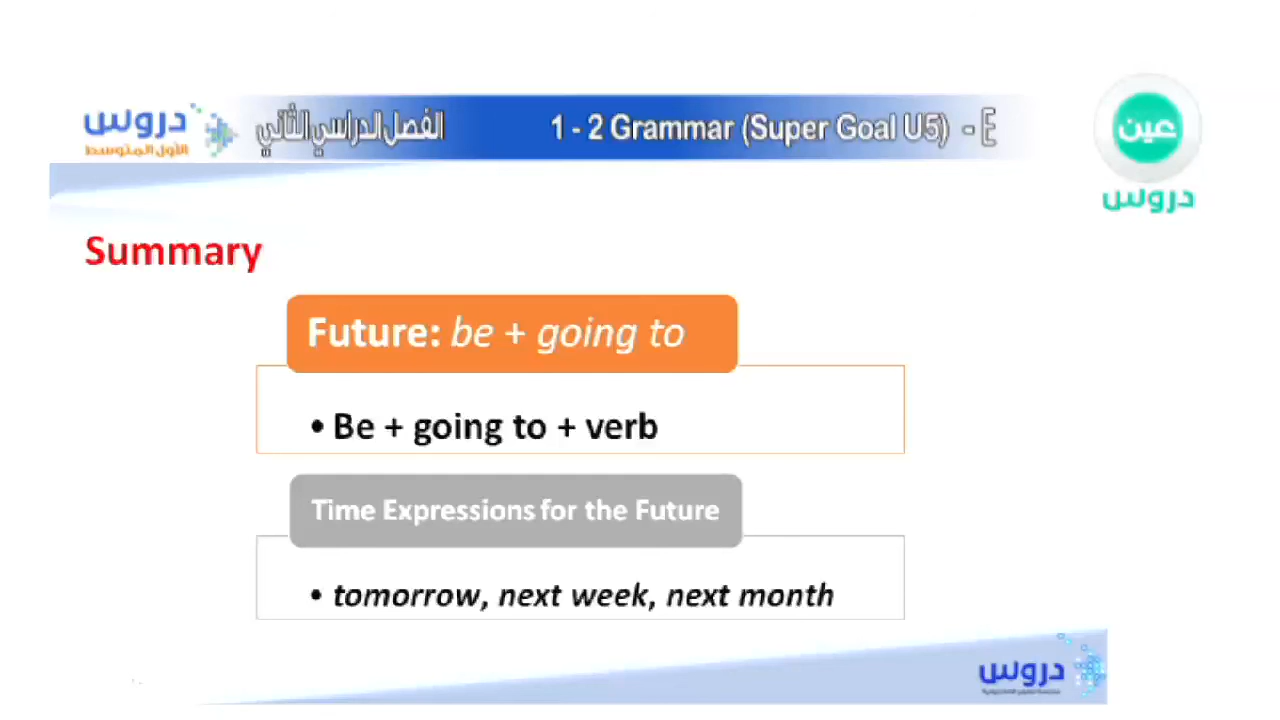 دروس
الأول المتوسط
الفصل الدراسي الثاني
1 - 2 Grammar (Super Goal U5) - E
عين
دروس
Summary
Future: be + going to
• Be + going to + verb
Time Expressions for the Future
• tomorrow, next week, next month
دروس